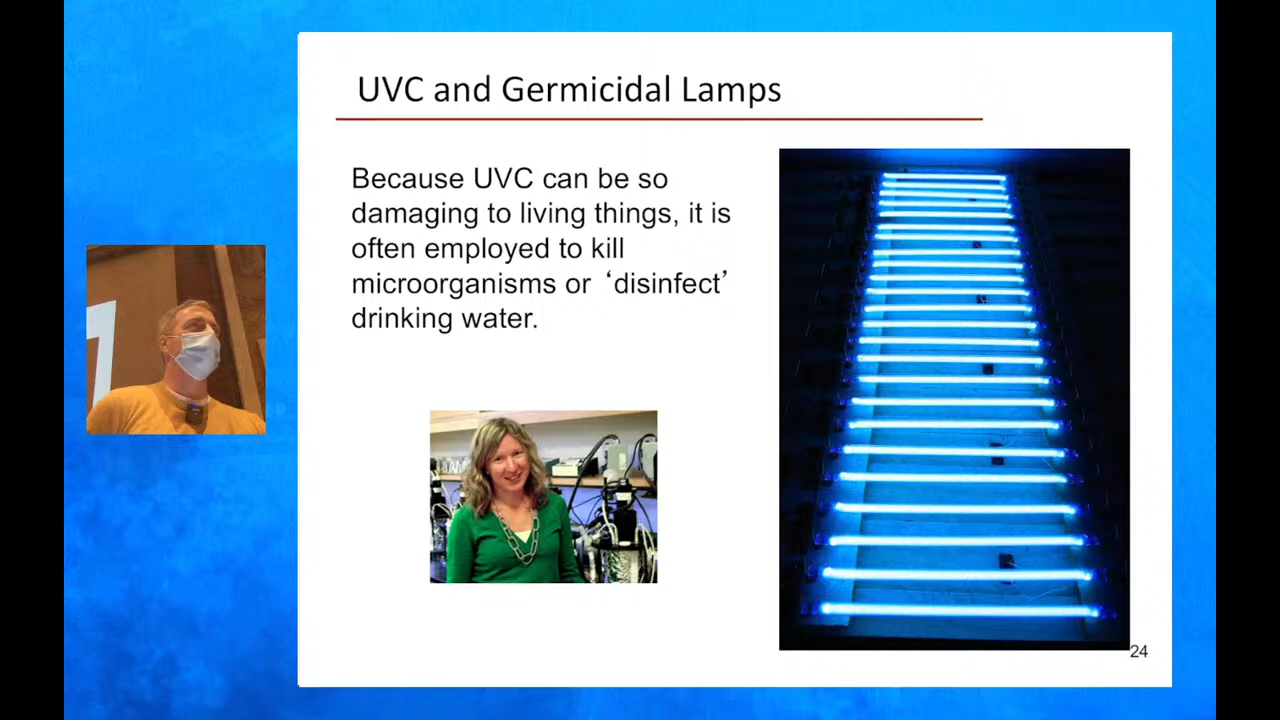 UVC and Germicidal Lamps
Because UVC can be so
damaging to living things, it is
often employed to kill
microorganisms or ‘disinfect’
drinking water.
24